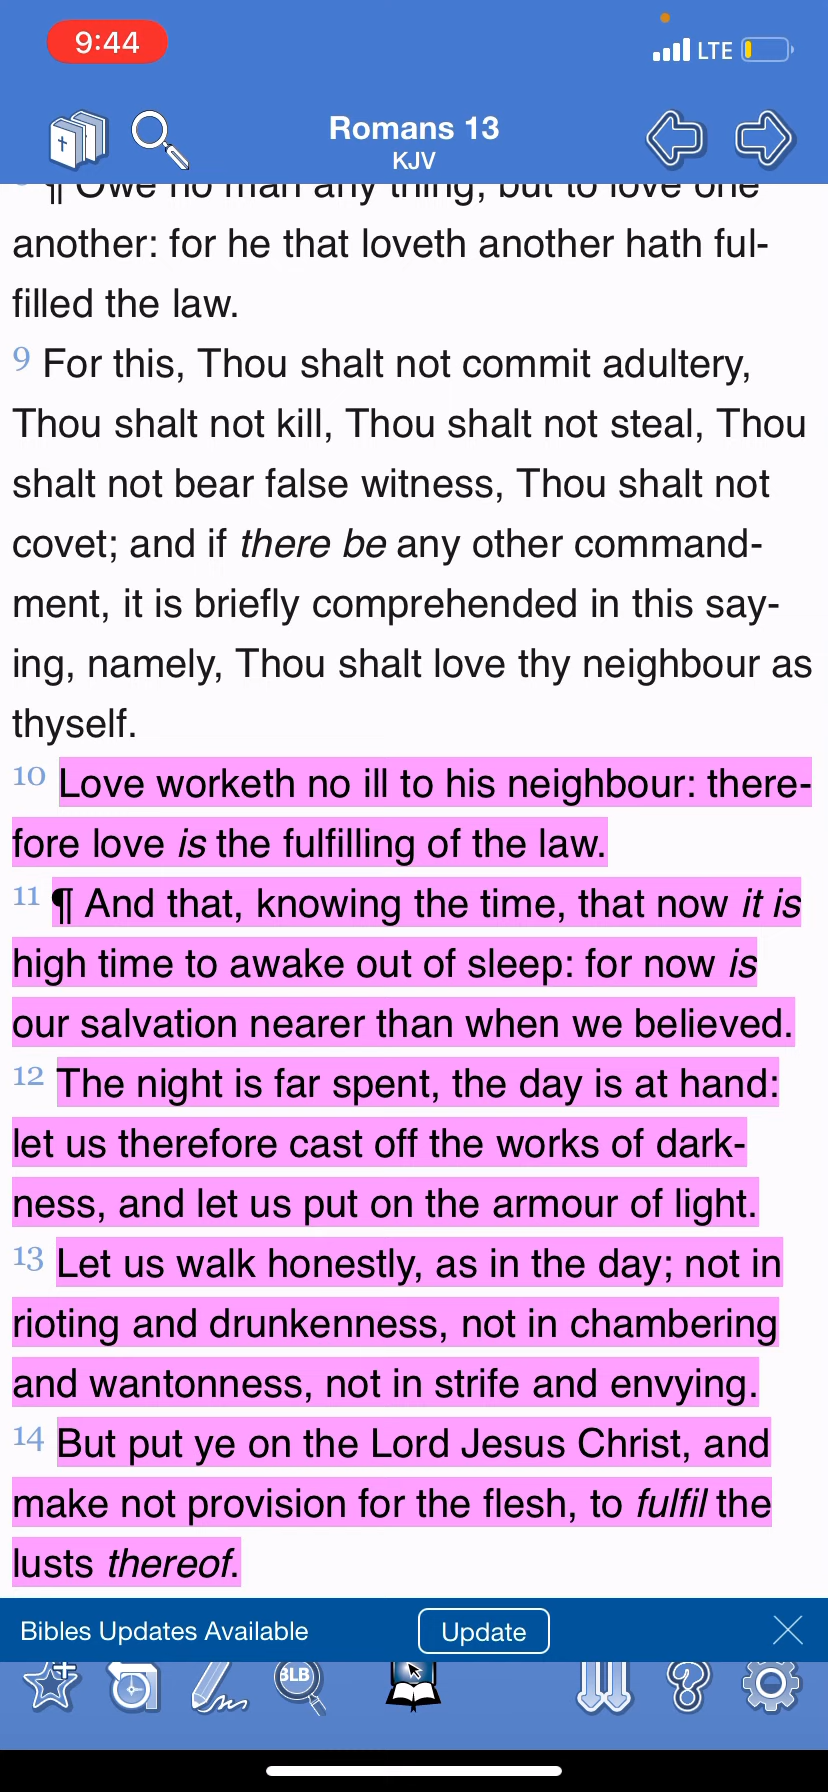 9:44
LTE
Romans 13
KJV
¶ Owe no man any thing, but to love one
another: for he that loveth another hath ful-
filled the law.
9 For this, Thou shalt not commit adultery,
Thou shalt not kill, Thou shalt not steal, Thou
shalt not bear false witness, Thou shalt not
covet; and if there be any other command-
ment, it is briefly comprehended in this say-
ing, namely, Thou shalt love thy neighbour as
thyself.
10 Love worketh no ill to his neighbour: there-
fore love is the fulfilling of the law.
11 ¶ And that, knowing the time, that now it is
high time to awake out of sleep: for now is
our salvation nearer than when we believed.
12 The night is far spent, the day is at hand:
let us therefore cast off the works of dark-
ness, and let us put on the armour of light.
13 Let us walk honestly, as in the day; not in
rioting and drunkenness, not in chambering
and wantonness, not in strife and envying.
14 But put ye on the Lord Jesus Christ, and
make not provision for the flesh, to fulfil the
lusts thereof.
Bibles Updates Available
Update
BLB